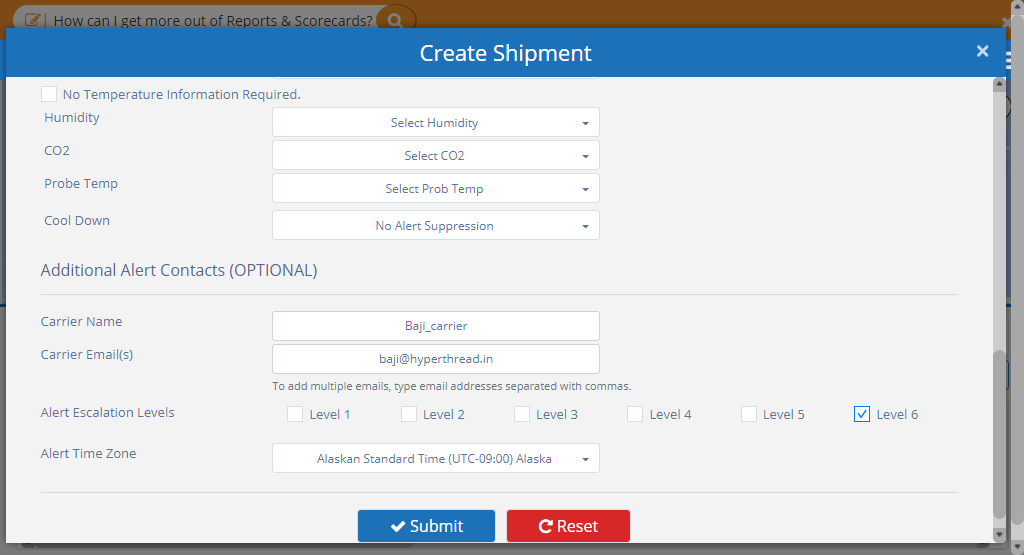 How can I get more out of Reports & Scorecards?
Create Shipment ×
No Temperature Information Required.
Humidity Select Humidity
CO2 Select CO2
Probe Temp Select Prob Temp
Cool Down No Alert Suppression
Additional Alert Contacts (OPTIONAL)
Carrier Name Baji_carrier
Carrier Email(s) baji@hyperthread.in
To add multiple emails, type email addresses separated with commas.
Alert Escalation Levels Level 1 Level 2 Level 3 Level 4 Level 5 Level 6
Alert Time Zone Alaskan Standard Time (UTC-09:00) Alaska
Submit Reset